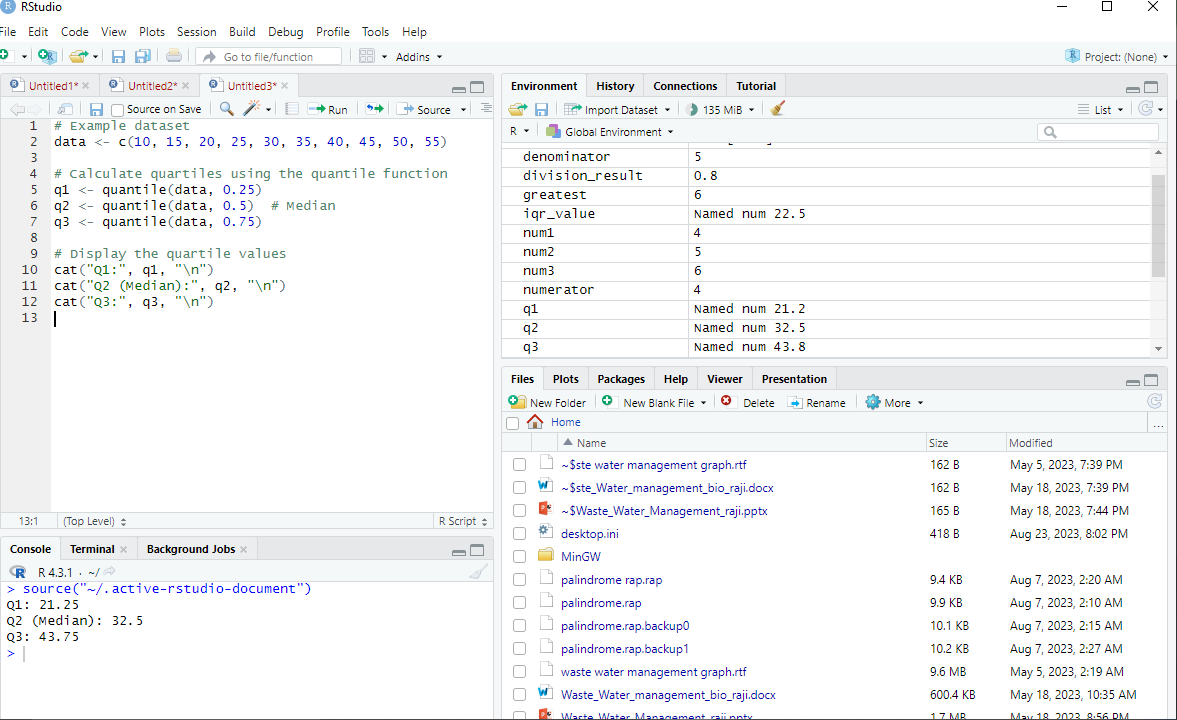 RStudio
File Edit Code View Plots Session Build Debug Profile Tools Help
Go to file/function Addins Project: (None)
Untitled1* Untitled2* Untitled3*
Source on Save Run Source
1 # Example dataset
2 data <- c(10, 15, 20, 25, 30, 35, 40, 45, 50, 55)
3
4 # Calculate quartiles using the quantile function
5 q1 <- quantile(data, 0.25)
6 q2 <- quantile(data, 0.5)  # Median
7 q3 <- quantile(data, 0.75)
8
9 # Display the quartile values
10 cat("Q1:", q1, "\n")
11 cat("Q2 (Median):", q2, "\n")
12 cat("Q3:", q3, "\n")
13
13:1 (Top Level) R Script
Console Terminal Background Jobs
R 4.3.1 · ~/
> source("~/.active-rstudio-document")
Q1: 21.25
Q2 (Median): 32.5
Q3: 43.75
>
Environment History Connections Tutorial
Import Dataset 135 MiB List
R Global Environment
denominator 5
division_result 0.8
greatest 6
iqr_value Named num 22.5
num1 4
num2 5
num3 6
numerator 4
q1 Named num 21.2
q2 Named num 32.5
q3 Named num 43.8
Files Plots Packages Help Viewer Presentation
New Folder New Blank File Delete Rename More
Home ...
Name Size Modified
~$ste water management graph.rtf 162 B May 5, 2023, 7:39 PM
~$ste_Water_management_bio_raji.docx 162 B May 18, 2023, 7:39 PM
~$Waste_Water_Management_raji.pptx 165 B May 18, 2023, 7:44 PM
desktop.ini 418 B Aug 23, 2023, 8:02 PM
MinGW
palindrome rap.rap 9.4 KB Aug 7, 2023, 2:20 AM
palindrome.rap 9.9 KB Aug 7, 2023, 2:10 AM
palindrome.rap.backup0 10.1 KB Aug 7, 2023, 2:15 AM
palindrome.rap.backup1 10.2 KB Aug 7, 2023, 2:27 AM
waste water management graph.rtf 9.6 MB May 5, 2023, 2:19 AM
Waste_Water_management_bio_raji.docx 600.4 KB May 18, 2023, 10:35 AM
Waste_Water_Management_raji.pptx 1.7 MB May 18, 2023, 8:56 PM